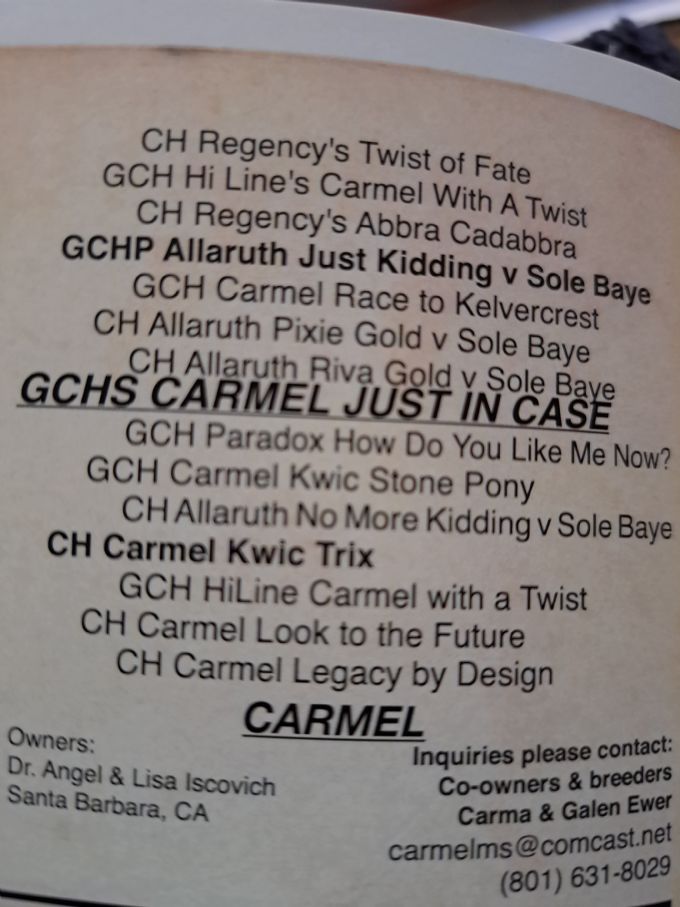 CH Regency's Twist of Fate
GCH Hi Line's Carmel With A Twist
CH Regency's Abbra Cadabbra
GCHP Allaruth Just Kidding v Sole Baye
GCH Carmel Race to Kelvercrest
CH Allaruth Pixie Gold v Sole Baye
CH Allaruth Riva Gold v Sole Baye
GCHS CARMEL JUST IN CASE
GCH Paradox How Do You Like Me Now?
GCH Carmel Kwic Stone Pony
CH Allaruth No More Kidding v Sole Baye
CH Carmel Kwic Trix
GCH HiLine Carmel with a Twist
CH Carmel Look to the Future
CH Carmel Legacy by Design
CARMEL
Owners:
Dr. Angel & Lisa Iscovich
Santa Barbara, CA
Inquiries please contact:
Co-owners & breeders
Carma & Galen Ewer
carmelms@comcast.net
(801) 631-8029